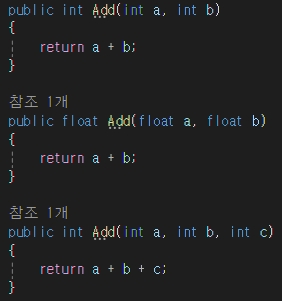 public int Add(int a, int b)
{
    return a + b;
}
참조 1개
public float Add(float a, float b)
{
    return a + b;
}
참조 1개
public int Add(int a, int b, int c)
{
    return a + b + c;
}